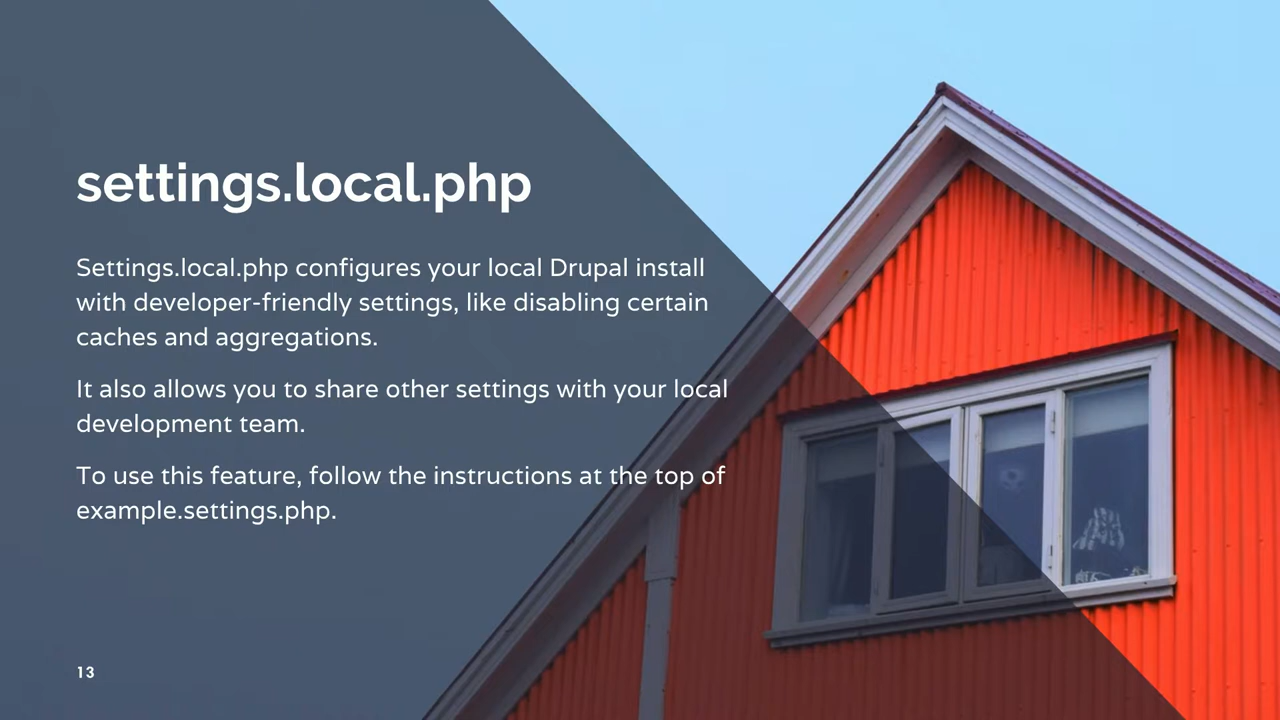 settings.local.php
Settings.local.php configures your local Drupal install
with developer-friendly settings, like disabling certain
caches and aggregations.
It also allows you to share other settings with your local
development team.
To use this feature, follow the instructions at the top of
example.settings.php.
13